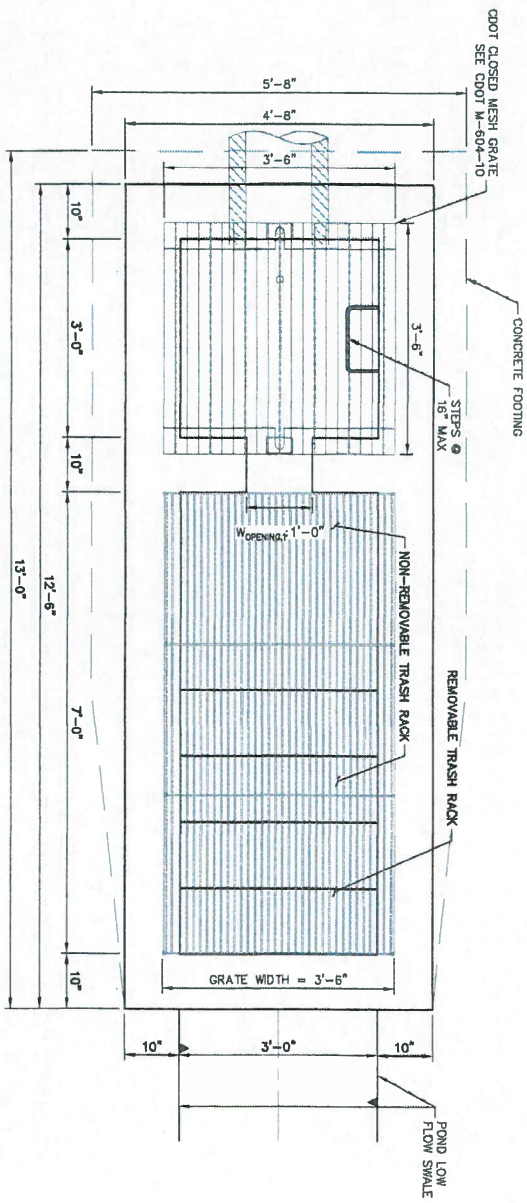 CDOT CLOSED MESH GRATE
SEE CDOT M-604-10
CONCRETE FOOTING
5'-8"
4'-8"
3'-6"
3'-6"
STEPS @
16" MAX
10"
3'-0"
10"
7'-0"
10"
12'-6"
13'-0"
WOPENING, 1'-0"
NON-REMOVABLE TRASH RACK
REMOVABLE TRASH RACK
GRATE WIDTH = 3'-6"
10"
3'-0"
10"
POND LOW
FLOW SWALE